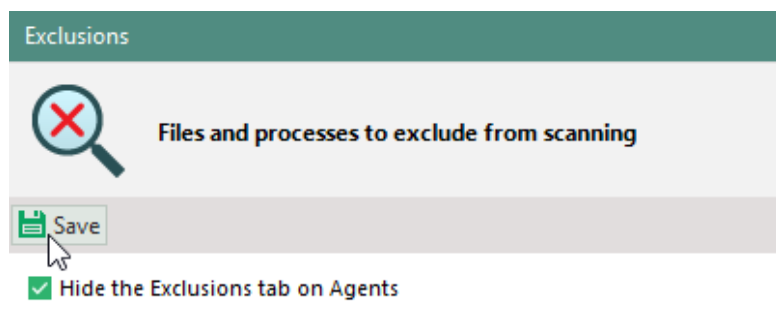 Exclusions
Files and processes to exclude from scanning
Save
Hide the Exclusions tab on Agents